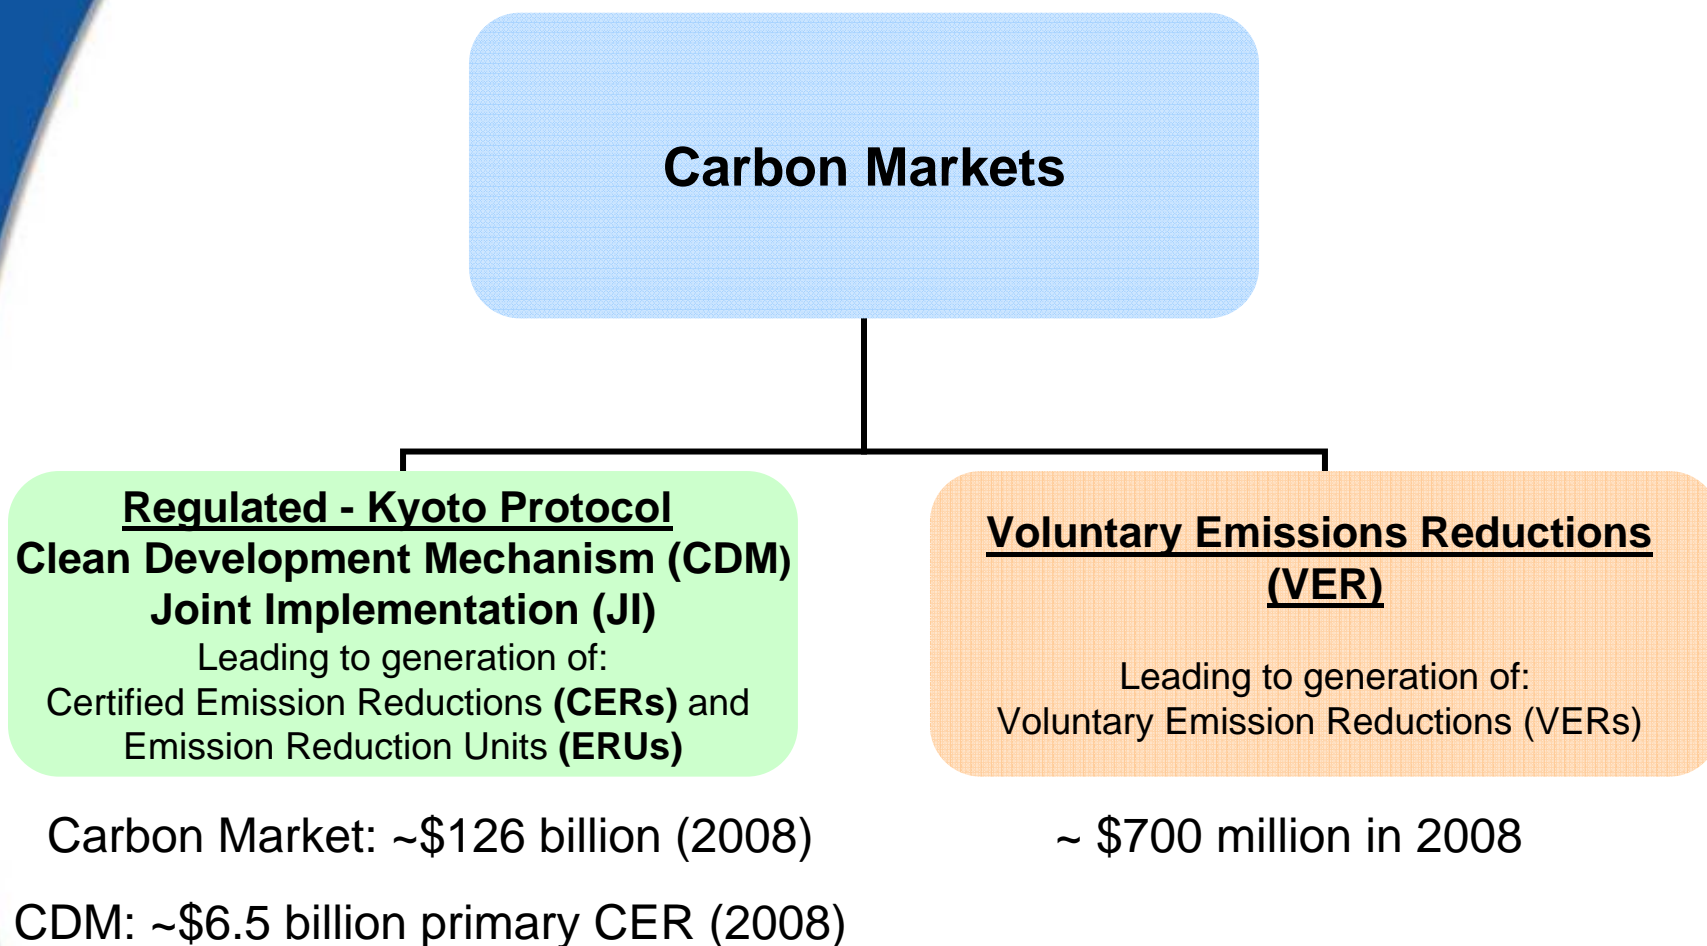 Carbon Markets
Regulated - Kyoto Protocol
Clean Development Mechanism (CDM)
Joint Implementation (JI)
Leading to generation of:
Certified Emission Reductions (CERs) and
Emission Reduction Units (ERUs)
Voluntary Emissions Reductions
(VER)
Leading to generation of:
Voluntary Emission Reductions (VERs)
Carbon Market: ~$126 billion (2008)
~ $700 million in 2008
CDM: ~$6.5 billion primary CER (2008)